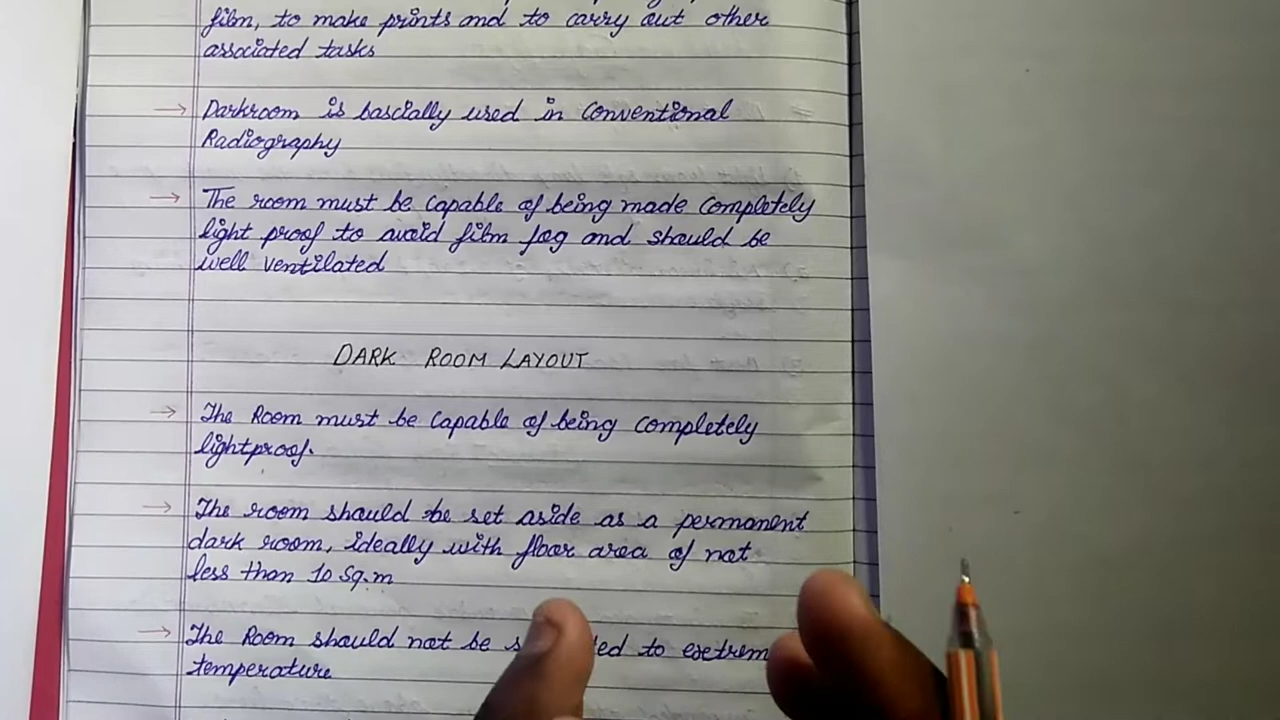 film, to make prints and to carry out other
associated tasks
→ Darkroom is bascially used in Conventional
Radiography
→ The room must be capable of being made completely
light proof to avoid film fog and should be
well ventilated
DARK ROOM LAYOUT
→ The Room must be capable of being completely
lightproof.
→ The room should be set aside as a permanent
dark room, ideally with floor area of not
less than 10 sq.m
→ The Room should not be to
temperature